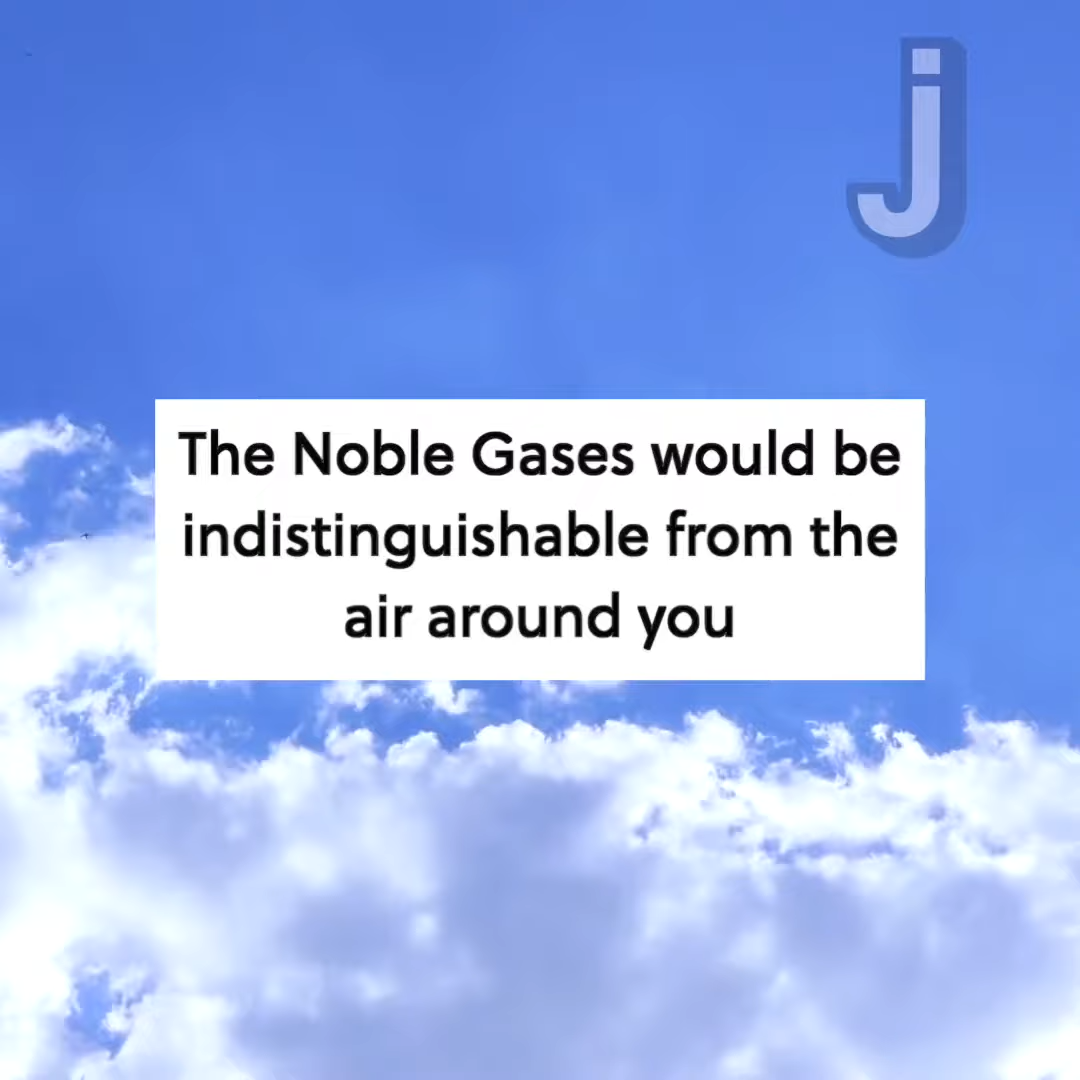 j
The Noble Gases would be
indistinguishable from the
air around you